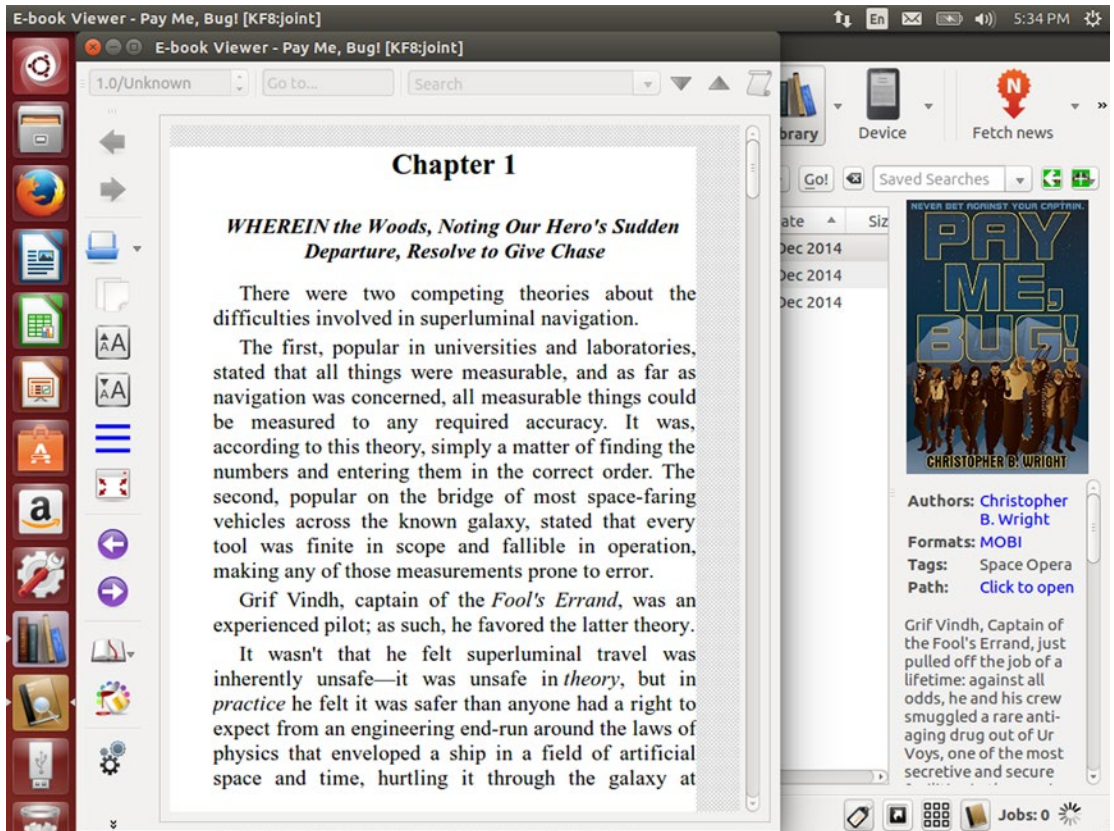 E-book Viewer - Pay Me, Bug! [KF8:joint]
En
5:34 PM
E-book Viewer - Pay Me, Bug! [KF8:joint]
1.0/Unknown
Go to...
Search
Chapter 1
WHEREIN the Woods, Noting Our Hero's Sudden
Departure, Resolve to Give Chase
There were two competing theories about the
difficulties involved in superluminal navigation.
The first, popular in universities and laboratories,
stated that all things were measurable, and as far as
navigation was concerned, all measurable things could
be measured to any required accuracy. It was,
according to this theory, simply a matter of finding the
numbers and entering them in the correct order. The
second, popular on the bridge of most space-faring
vehicles across the known galaxy, stated that every
tool was finite in scope and fallible in operation,
making any of those measurements prone to error.
Grif Vindh, captain of the Fool's Errand, was an
experienced pilot; as such, he favored the latter theory.
It wasn't that he felt superluminal travel was
inherently unsafe—it was unsafe in theory, but in
practice he felt it was safer than anyone had a right to
expect from an engineering end-run around the laws of
physics that enveloped a ship in a field of artificial
space and time, hurtling it through the galaxy at
brary
Device
N
Fetch news
»
Go!
Saved Searches
ate
Siz
Dec 2014
Dec 2014
Dec 2014
NEVER BET AGAINST YOUR CAPTAIN.
PAY
ME,
BUG!
CHRISTOPHER B. WRIGHT
Authors: Christopher
B. Wright
Formats: MOBI
Tags: Space Opera
Path: Click to open
Grif Vindh, Captain of
the Fool's Errand, just
pulled off the job of a
lifetime: against all
odds, he and his crew
smuggled a rare anti-
aging drug out of Ur
Voys, one of the most
secretive and secure
Jobs: 0